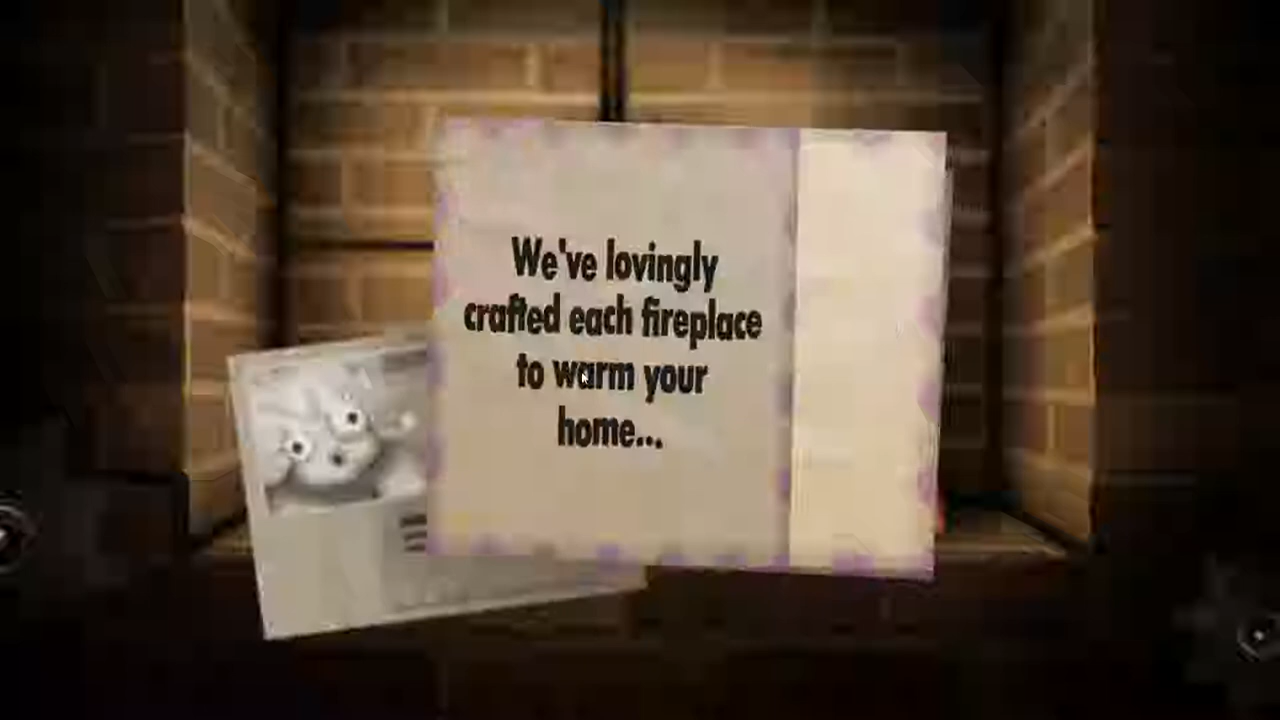 We've lovingly
crafted each fireplace
to warm your
home...